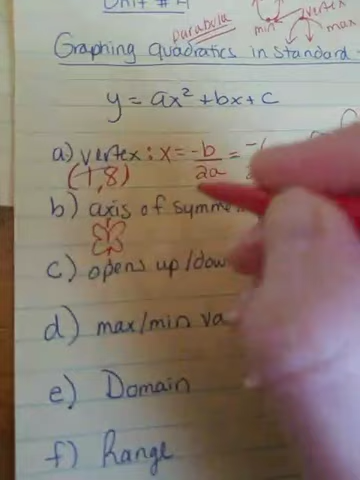 Unit #4
parabola
vertex
min max
Graphing Quadratics in Standard
y = ax² + bx + c
a) vertex: x = -b/2a =
(-1,8)
b) axis of symme
c) opens up/dow
d) max/min va
e) Domain
f) Range